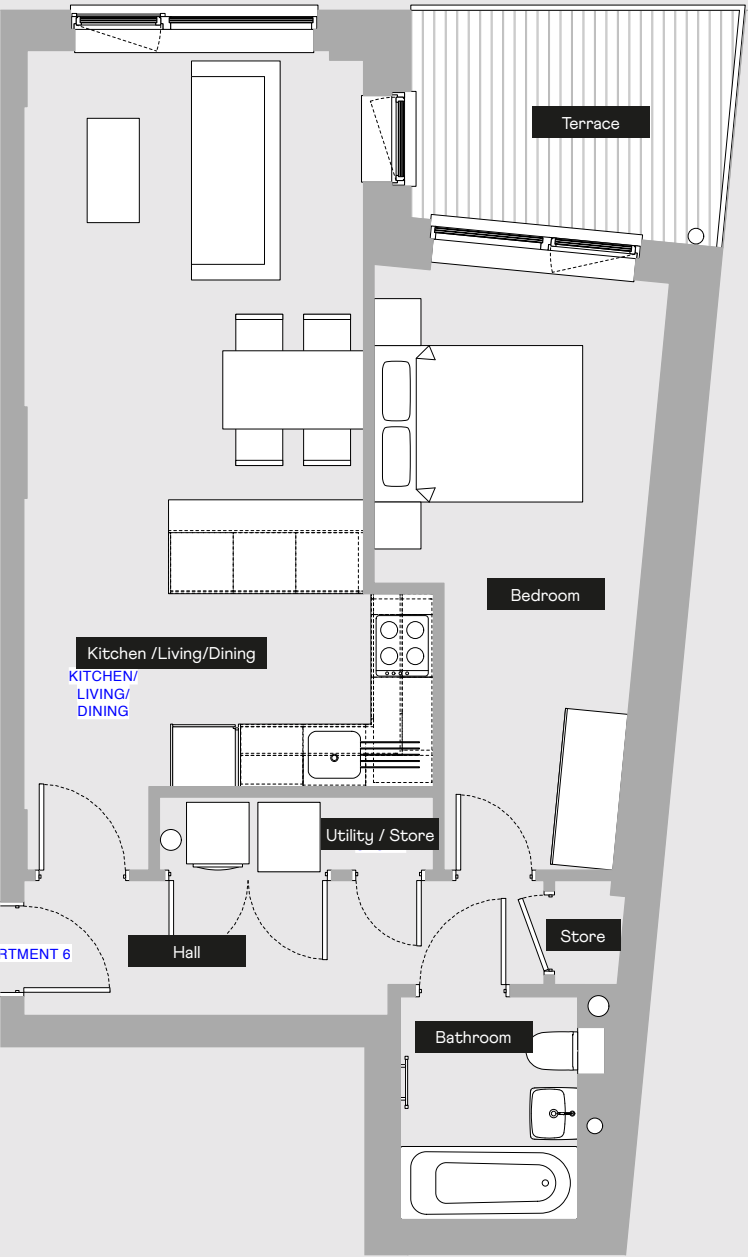 Terrace
Bedroom
Kitchen /Living/Dining
KITCHEN/
LIVING/
DINING
Utility / Store
Store
Hall
RTMENT 6
Bathroom